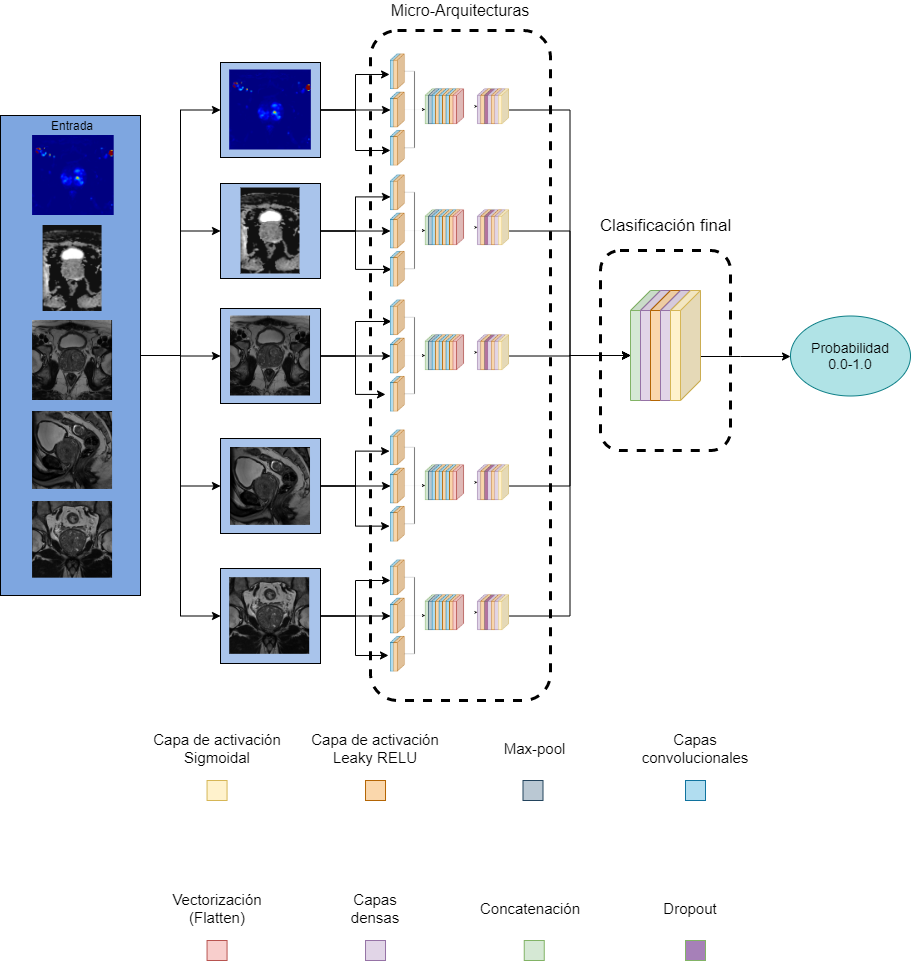 Micro-Arquitecturas
Entrada
Clasificación final
Probabilidad
0.0-1.0
Capa de activación
Sigmoidal
Capa de activación
Leaky RELU
Max-pool
Capas
convolucionales
Vectorización
(Flatten)
Capas
densas
Concatenación
Dropout